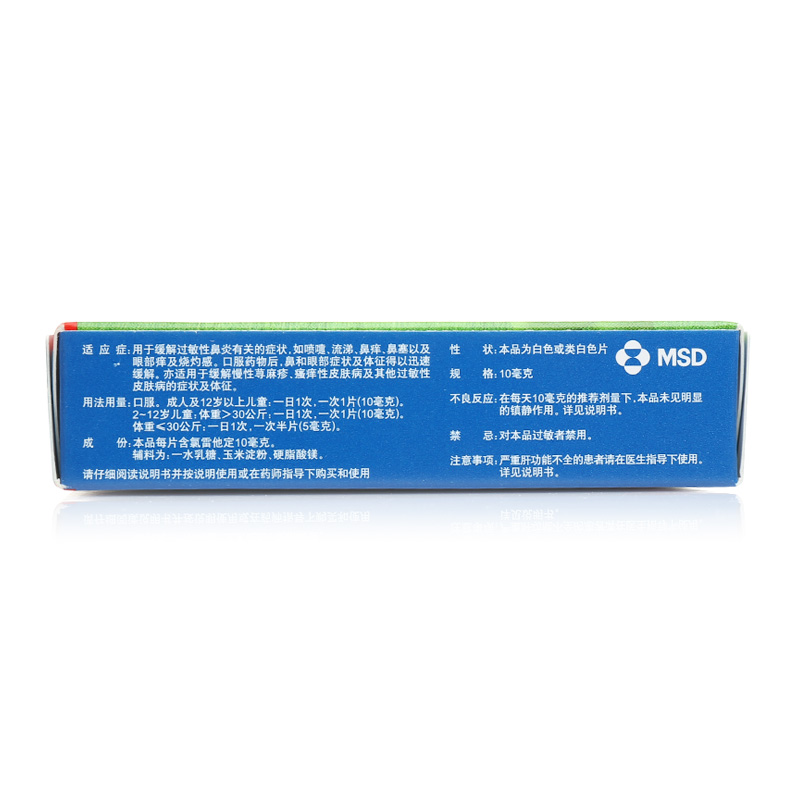 适应症：用于缓解过敏性鼻炎有关的症状，如喷嚏、流涕、鼻痒、鼻塞以及
眼部痒及烧灼感。口服药物后，鼻和眼部症状及体征得以迅速
缓解。亦适用于缓解慢性荨麻疹、瘙痒性皮肤病及其他过敏性
皮肤病的症状及体征。
用法用量：口服。成人及12岁以上儿童：一日1次，一次1片(10毫克)。
2~12岁儿童：体重＞30公斤：一日1次，一次1片(10毫克)。
体重≤30公斤：一日1次，一次半片(5毫克)。
成份：本品每片含氯雷他定10毫克。
辅料为：一水乳糖、玉米淀粉、硬脂酸镁。
请仔细阅读说明书并按说明使用或在药师指导下购买和使用
性状：本品为白色或类白色片
规格：10毫克
不良反应：在每天10毫克的推荐剂量下，本品未见明显
的镇静作用。详见说明书。
禁忌：对本品过敏者禁用。
注意事项：严重肝功能不全的患者请在医生指导下使用。
详见说明书。
MSD